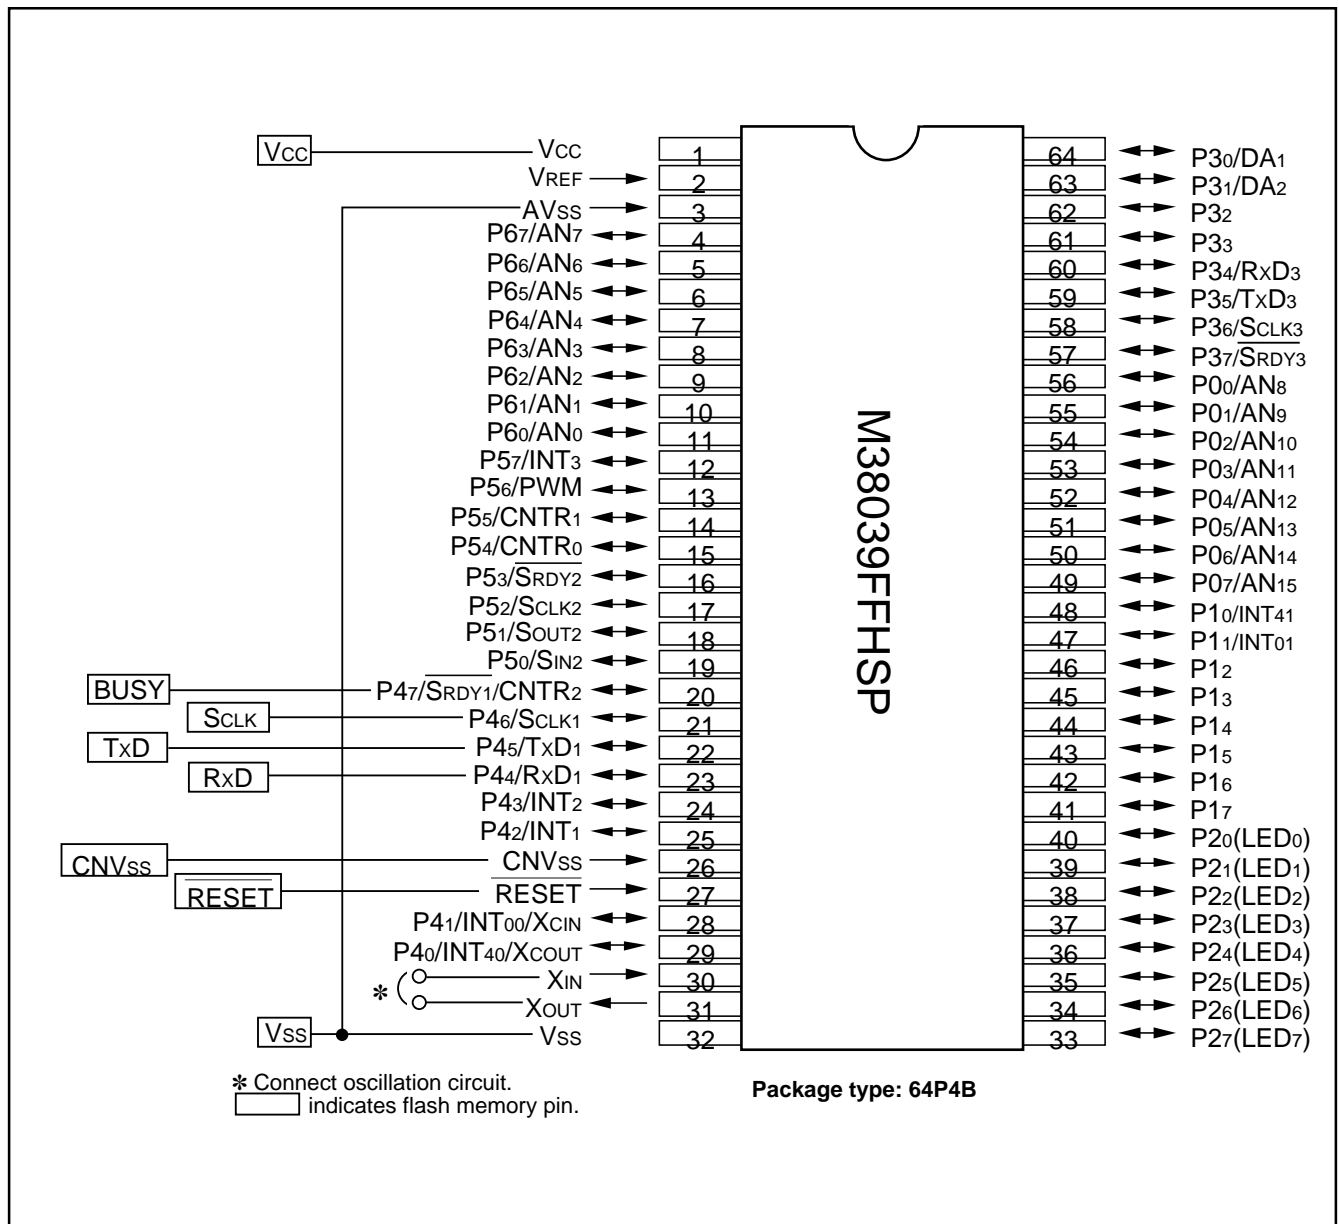 VCC VCC 1 64 P30/DA1
VREF 2 63 P31/DA2
AVSS 3 62 P32
P67/AN7 4 61 P33
P66/AN6 5 60 P34/RxD3
P65/AN5 6 59 P35/TxD3
P64/AN4 7 58 P36/SCLK3
P63/AN3 8 57 P37/SRDY3
P62/AN2 9 56 P00/AN8
P61/AN1 10 55 P01/AN9
P60/AN0 11 54 P02/AN10
P57/INT3 12 53 P03/AN11
P56/PWM 13 52 P04/AN12
P55/CNTR1 14 51 P05/AN13
P54/CNTR0 15 50 P06/AN14
P53/SRDY2 16 49 P07/AN15
P52/SCLK2 17 48 P10/INT41
P51/SOUT2 18 47 P11/INT01
P50/SIN2 19 46 P12
BUSY P47/SRDY1/CNTR2 20 45 P13
SCLK P46/SCLK1 21 44 P14
TxD P45/TxD1 22 43 P15
RxD P44/RxD1 23 42 P16
P43/INT2 24 41 P17
P42/INT1 25 40 P20(LED0)
CNVSS CNVSS 26 39 P21(LED1)
RESET RESET 27 38 P22(LED2)
P41/INT00/XCIN 28 37 P23(LED3)
P40/INT40/XCOUT 29 36 P24(LED4)
XIN 30 35 P25(LED5)
✻ XOUT 31 34 P26(LED6)
VSS VSS 32 33 P27(LED7)
M38039FFHSP
✻ Connect oscillation circuit.
indicates flash memory pin.
Package type: 64P4B